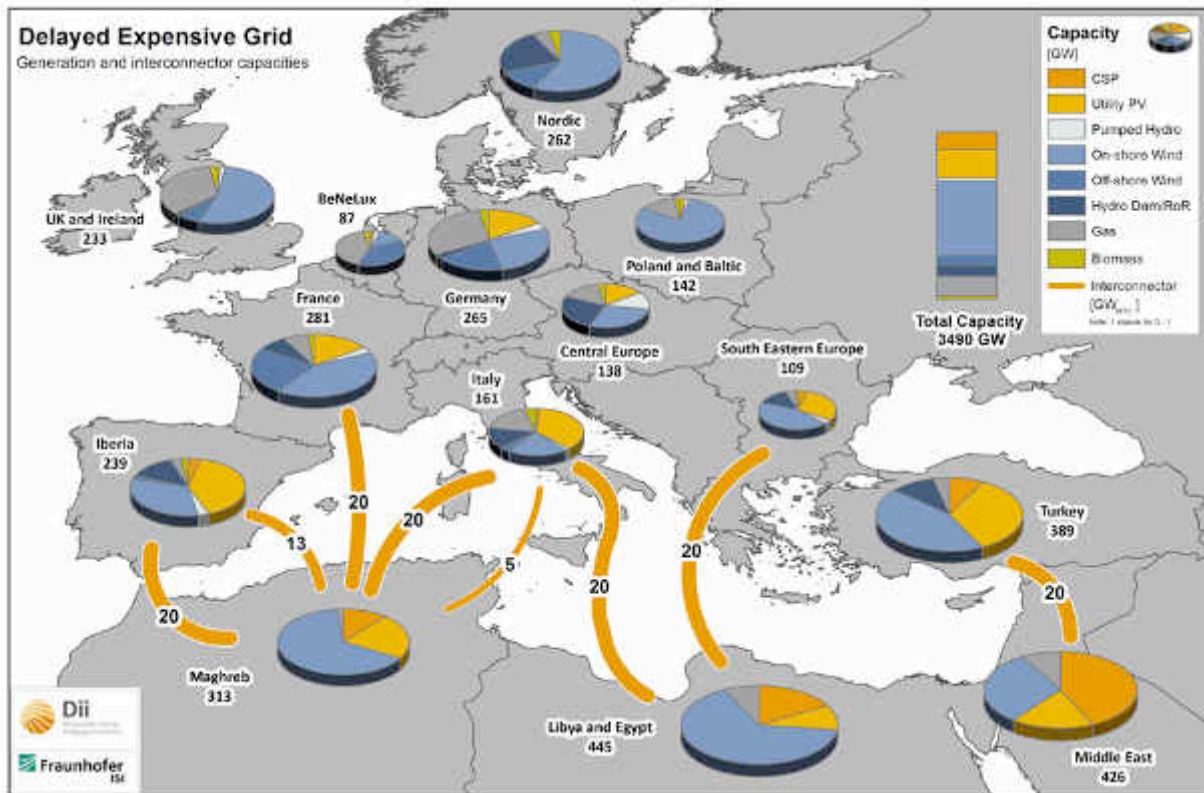 Delayed Expensive Grid
Generation and interconnector capacities
Nordic
262
UK and Ireland
233
BeNeLux
87
Poland and Baltic
142
France
281
Germany
265
Central Europe
138
South Eastern Europe
109
Italy
161
Iberia
239
Turkey
389
Maghreb
313
Libya and Egypt
445
Middle East
426
20
13
20
20
5
20
20
20
Capacity
[GW]
CSP
Utility PV
Pumped Hydro
On-shore Wind
Off-shore Wind
Hydro Dam/RoR
Gas
Biomass
Interconnector
Total Capacity
3490 GW
Dii
Fraunhofer
ISI